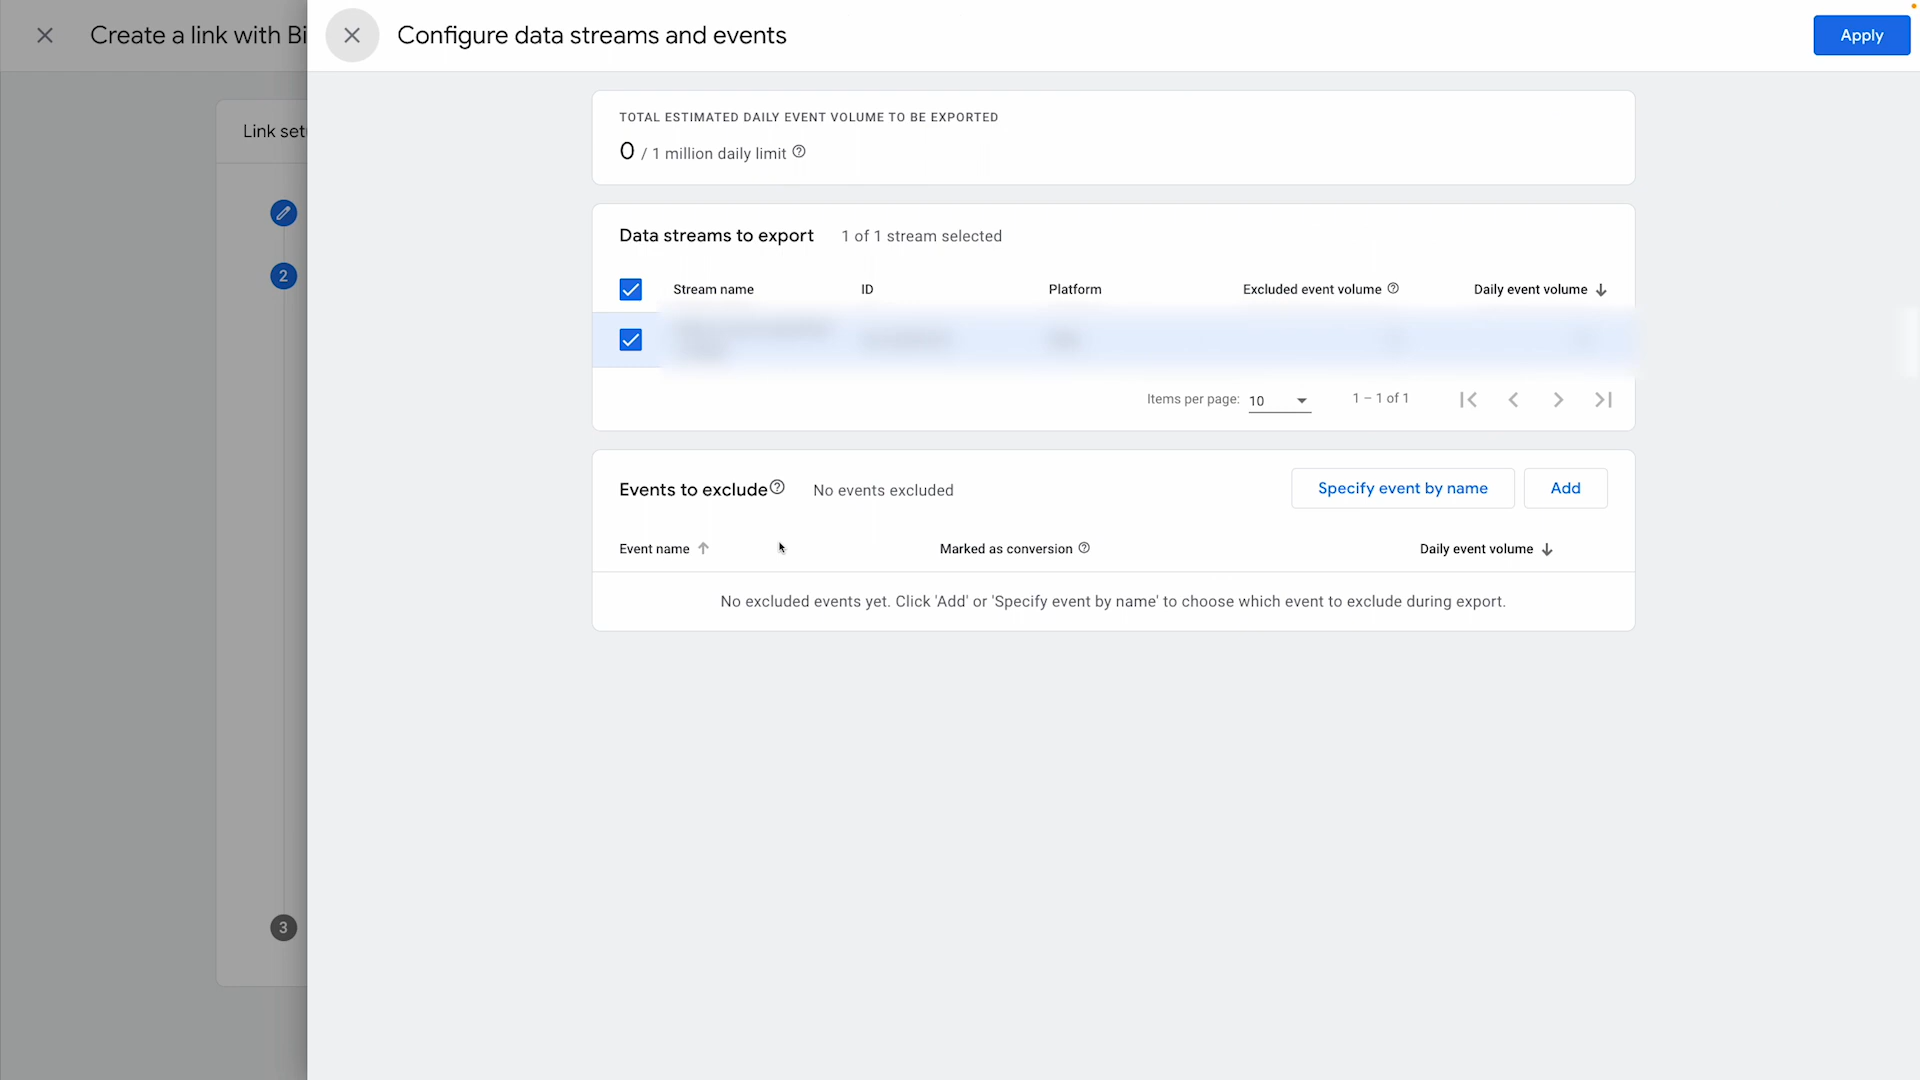 Create a link with Bi
Configure data streams and events
Apply
Link set
TOTAL ESTIMATED DAILY EVENT VOLUME TO BE EXPORTED
0 / 1 million daily limit
Data streams to export 1 of 1 stream selected
Stream name ID Platform Excluded event volume Daily event volume
Items per page: 10 1 – 1 of 1
2
Events to exclude No events excluded Specify event by name Add
Event name Marked as conversion Daily event volume
No excluded events yet. Click 'Add' or 'Specify event by name' to choose which event to exclude during export.
3